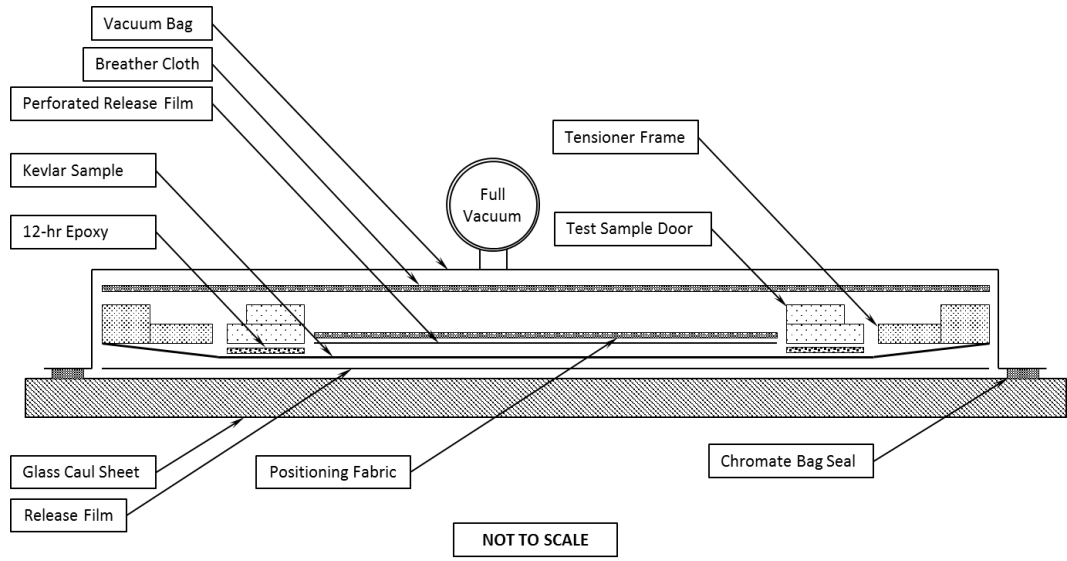 Vacuum Bag
Breather Cloth
Perforated Release Film
Tensioner Frame
Kevlar Sample
Full
Vacuum
12-hr Epoxy
Test Sample Door
Glass Caul Sheet
Positioning Fabric
Chromate Bag Seal
Release Film
NOT TO SCALE